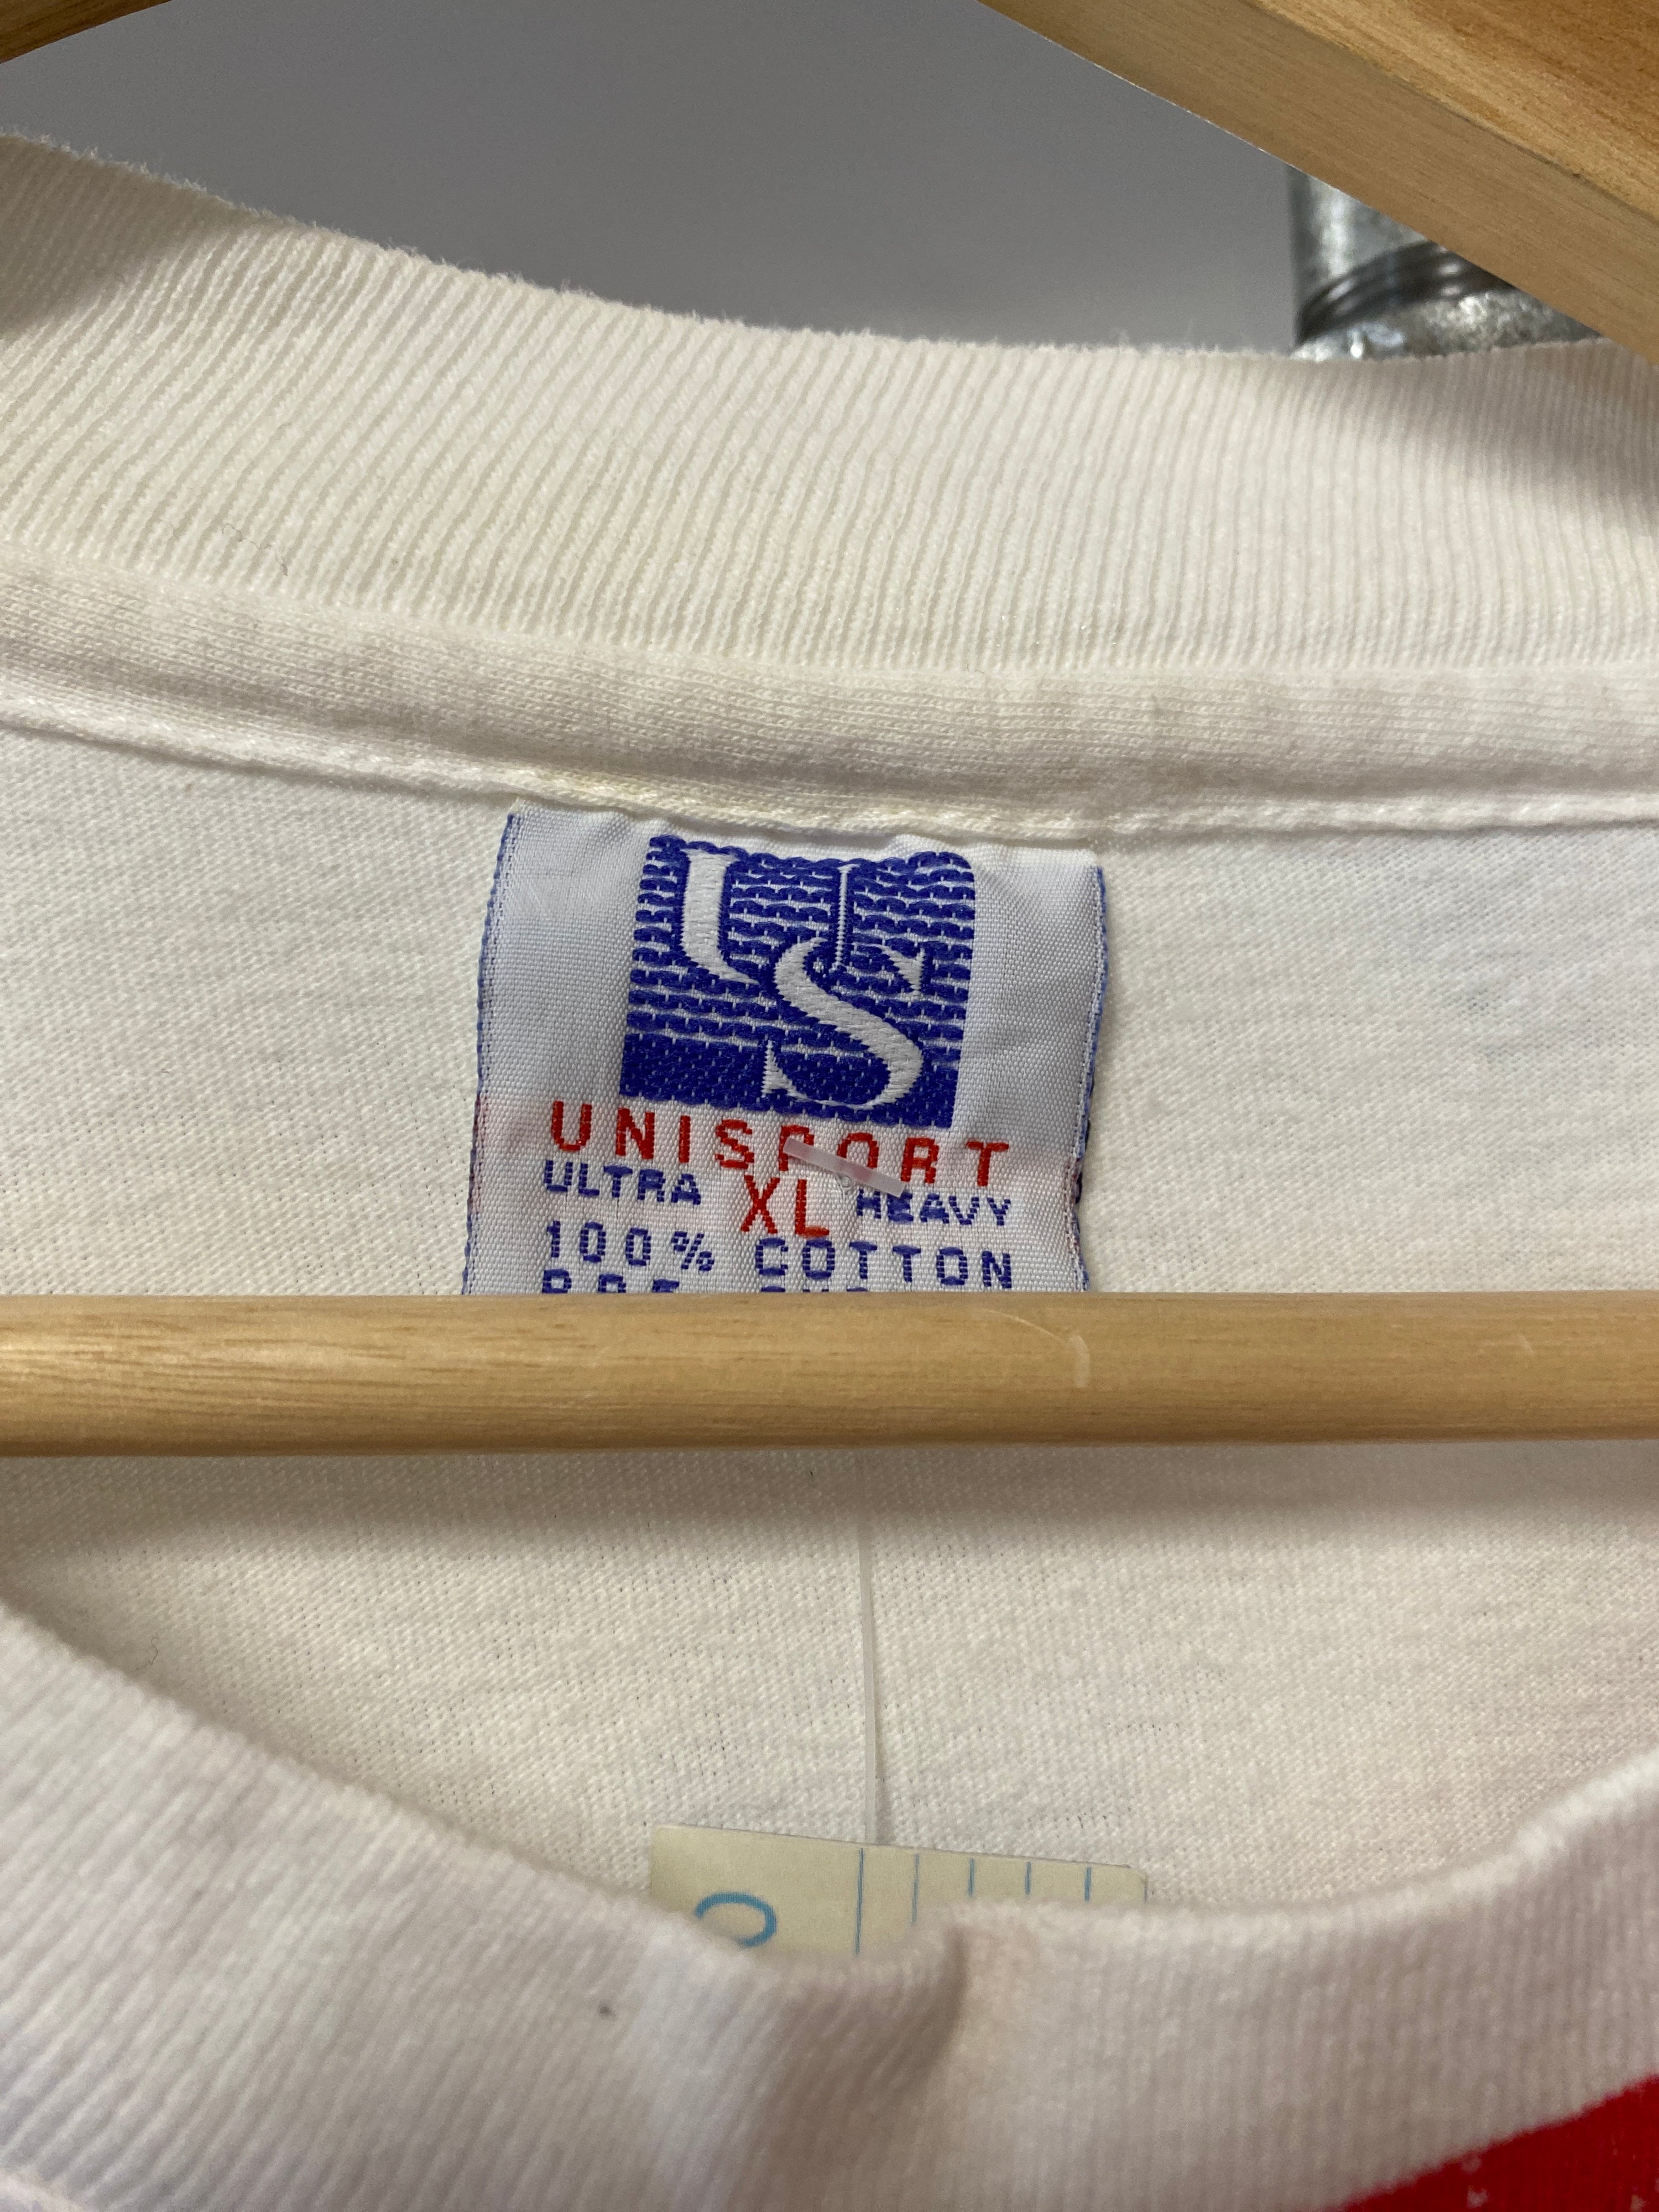 US
UNISPORT
ULTRA XL HEAVY
100% COTTON